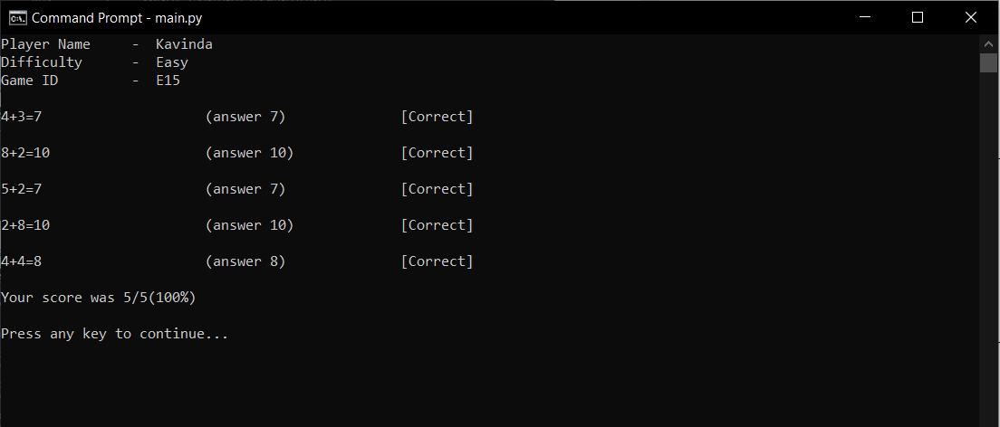 Command Prompt - main.py
Player Name - Kavinda
Difficulty - Easy
Game ID - E15
4+3=7 (answer 7) [Correct]
8+2=10 (answer 10) [Correct]
5+2=7 (answer 7) [Correct]
2+8=10 (answer 10) [Correct]
4+4=8 (answer 8) [Correct]
Your score was 5/5(100%)
Press any key to continue...